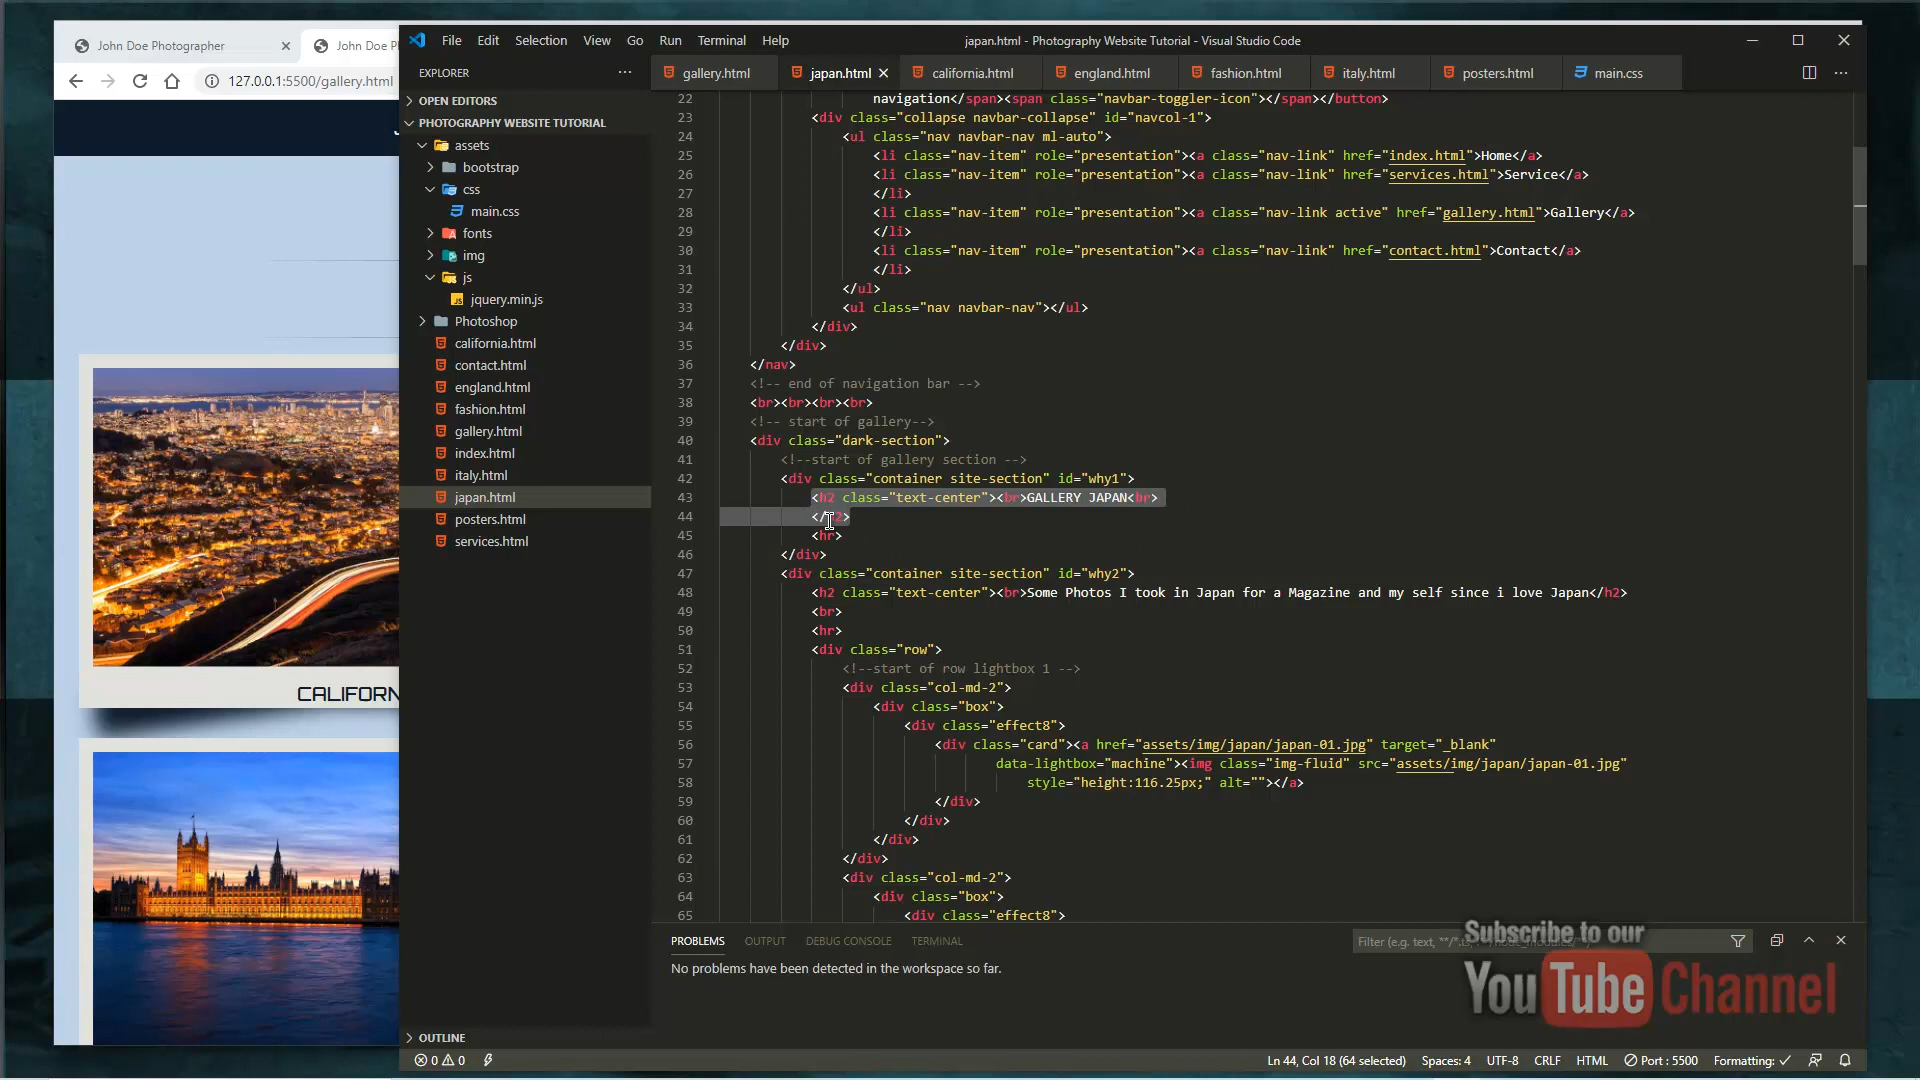 John Doe Photographer
John Doe P
127.0.0.1:5500/gallery.html
CALIFORN
File Edit Selection View Go Run Terminal Help
japan.html - Photography Website Tutorial - Visual Studio Code
EXPLORER
OPEN EDITORS
PHOTOGRAPHY WEBSITE TUTORIAL
assets
bootstrap
css
main.css
fonts
img
js
jquery.min.js
Photoshop
california.html
contact.html
england.html
fashion.html
gallery.html
index.html
italy.html
japan.html
posters.html
services.html
OUTLINE
gallery.html japan.html california.html england.html fashion.html italy.html posters.html main.css
22 navigation</span><span class="navbar-toggler-icon"></span></button>
23 <div class="collapse navbar-collapse" id="navcol-1">
24 <ul class="nav navbar-nav ml-auto">
25 <li class="nav-item" role="presentation"><a class="nav-link" href="index.html">Home</a>
26 <li class="nav-item" role="presentation"><a class="nav-link" href="services.html">Service</a>
27 </li>
28 <li class="nav-item" role="presentation"><a class="nav-link active" href="gallery.html">Gallery</a>
29 </li>
30 <li class="nav-item" role="presentation"><a class="nav-link" href="contact.html">Contact</a>
31 </li>
32 </ul>
33 <ul class="nav navbar-nav"></ul>
34 </div>
35 </div>
36 </nav>
37 <!-- end of navigation bar -->
38 <br><br><br><br>
39 <!-- start of gallery-->
40 <div class="dark-section">
41 <!--start of gallery section -->
42 <div class="container site-section" id="why1">
43 <h2 class="text-center"><br>GALLERY JAPAN<br>
44 </h2>
45 <hr>
46 </div>
47 <div class="container site-section" id="why2">
48 <h2 class="text-center"><br>Some Photos I took in Japan for a Magazine and my self since i love Japan</h2>
49 <br>
50 <hr>
51 <div class="row">
52 <!--start of row lightbox 1 -->
53 <div class="col-md-2">
54 <div class="box">
55 <div class="effect8">
56 <div class="card"><a href="assets/img/japan/japan-01.jpg" target="_blank"
57 data-lightbox="machine"><img class="img-fluid" src="assets/img/japan/japan-01.jpg"
58 style="height:116.25px;" alt=""></a>
59 </div>
60 </div>
61 </div>
62 </div>
63 <div class="col-md-2">
64 <div class="box">
65 <div class="effect8">
PROBLEMS OUTPUT DEBUG CONSOLE TERMINAL
Filter (e.g. text, **/*.ts,
No problems have been detected in the workspace so far.
Subscribe to our
YouTube Channel
0 0
Ln 44, Col 18 (64 selected) Spaces: 4 UTF-8 CRLF HTML Port : 5500 Formatting: ✓